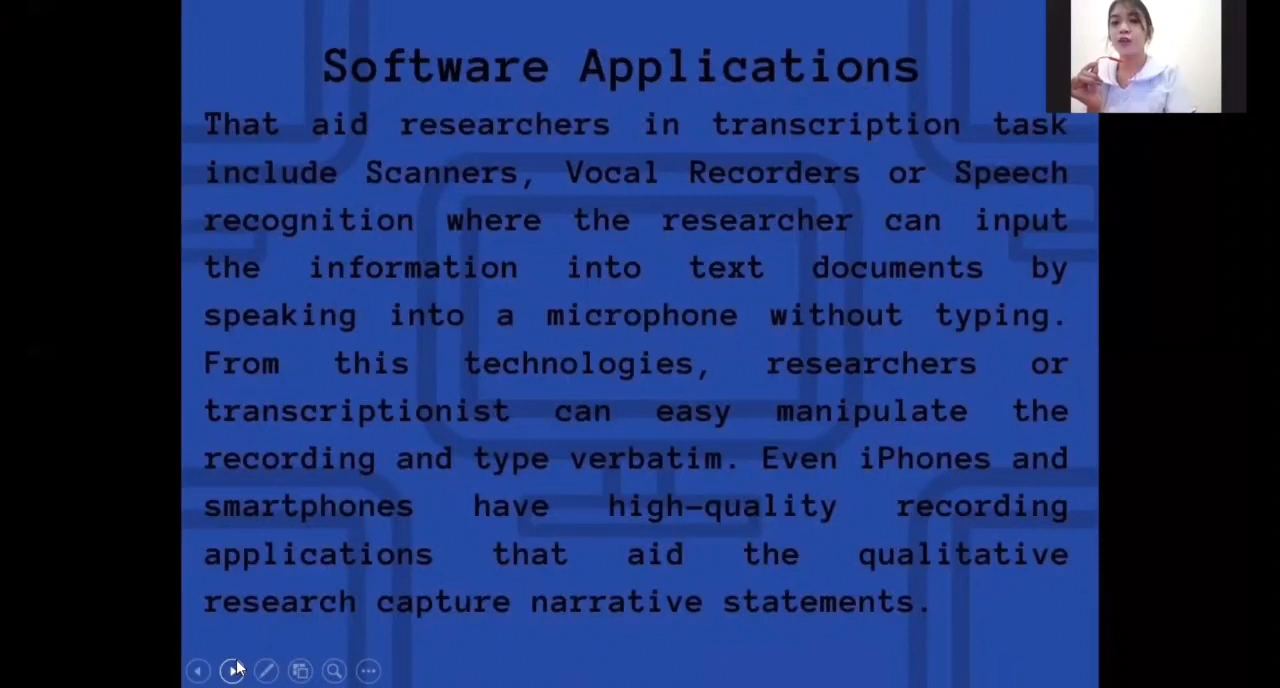 Software Applications
That aid researchers in transcription task
include Scanners, Vocal Recorders or Speech
recognition where the researcher can input
the information into text documents by
speaking into a microphone without typing.
From this technologies, researchers or
transcriptionist can easy manipulate the
recording and type verbatim. Even iPhones and
smartphones have high-quality recording
applications that aid the qualitative
research capture narrative statements.